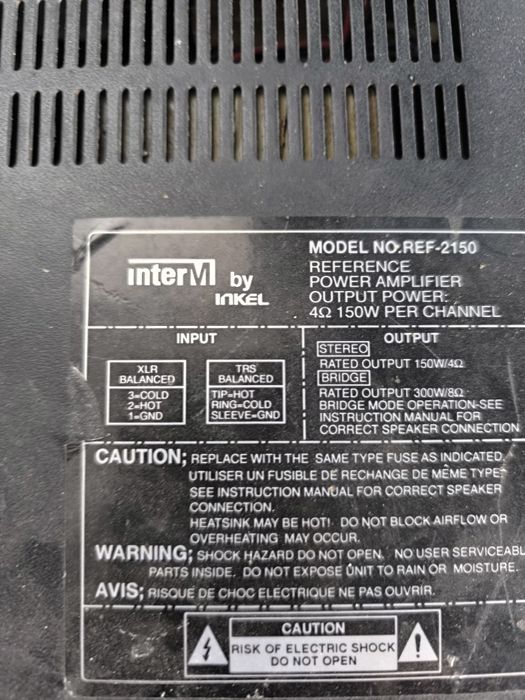 interM by
INKEL
MODEL NO.REF-2150
REFERENCE
POWER AMPLIFIER
OUTPUT POWER:
4Ω 150W PER CHANNEL
INPUT
XLR
BALANCED
3=COLD
2=HOT
1=GND
TRS
BALANCED
TIP=HOT
RING=COLD
SLEEVE=GND
OUTPUT
STEREO
RATED OUTPUT 150W/4Ω
BRIDGE
RATED OUTPUT 300W/8Ω
BRIDGE MODE OPERATION-SEE
INSTRUCTION MANUAL FOR
CORRECT SPEAKER CONNECTION
CAUTION; REPLACE WITH THE SAME TYPE FUSE AS INDICATED.
UTILISER UN FUSIBLE DE RECHANGE DE MÊME TYPE
SEE INSTRUCTION MANUAL FOR CORRECT SPEAKER
CONNECTION.
HEATSINK MAY BE HOT! DO NOT BLOCK AIRFLOW OR
OVERHEATING MAY OCCUR.
WARNING; SHOCK HAZARD DO NOT OPEN. NO USER SERVICEABL
PARTS INSIDE. DO NOT EXPOSE UNIT TO RAIN OR MOISTURE.
AVIS; RISQUE DE CHOC ELECTRIQUE NE PAS OUVRIR.
CAUTION
RISK OF ELECTRIC SHOCK
DO NOT OPEN